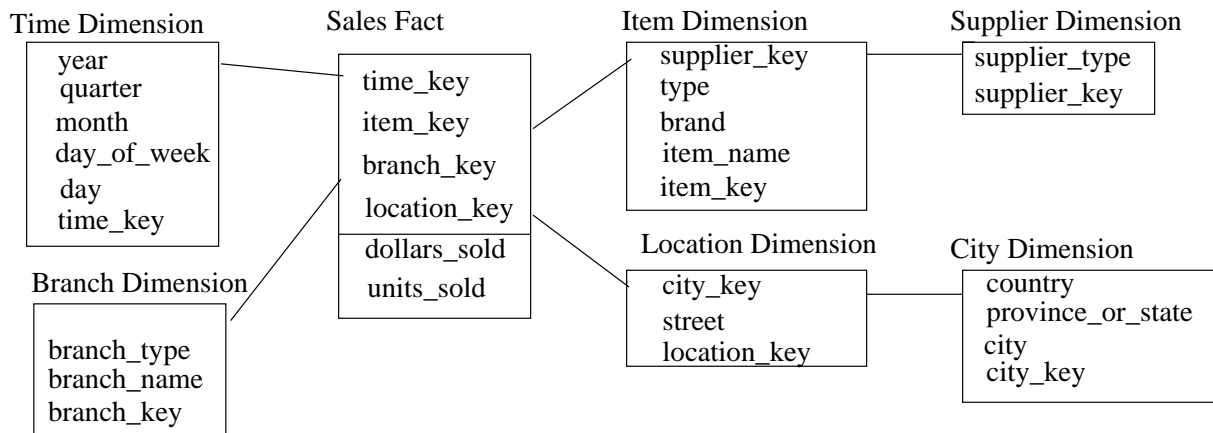 Time Dimension
year
quarter
month
day_of_week
day
time_key
Branch Dimension
branch_type
branch_name
branch_key
Sales Fact
time_key
item_key
branch_key
location_key
dollars_sold
units_sold
Item Dimension
supplier_key
type
brand
item_name
item_key
Location Dimension
city_key
street
location_key
Supplier Dimension
supplier_type
supplier_key
City Dimension
country
province_or_state
city
city_key